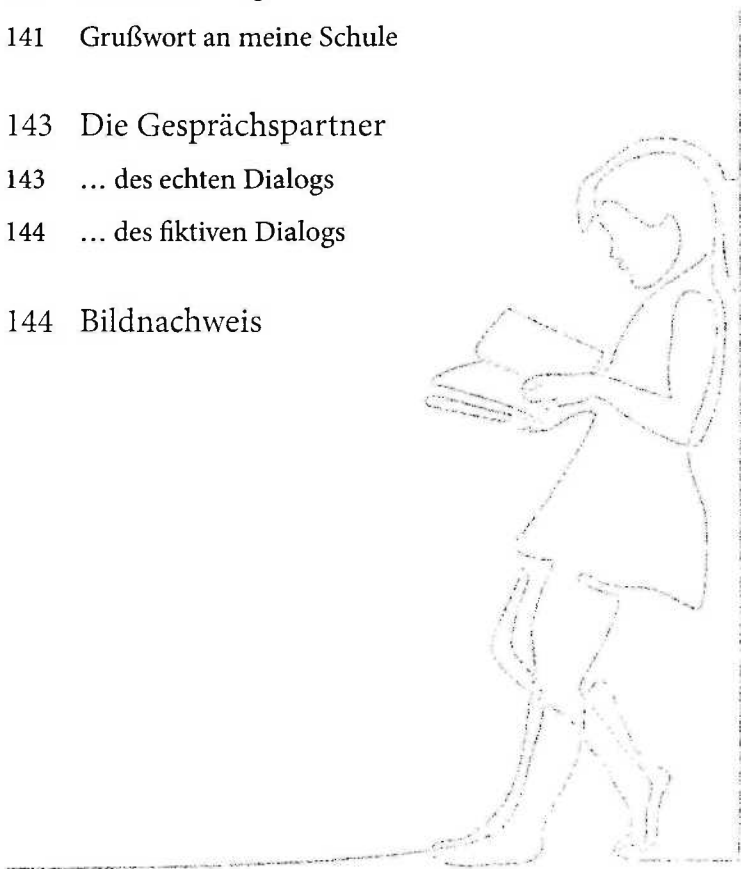 141 Grußwort an meine Schule
143 Die Gesprächspartner
143 ... des echten Dialogs
144 ... des fiktiven Dialogs
144 Bildnachweis